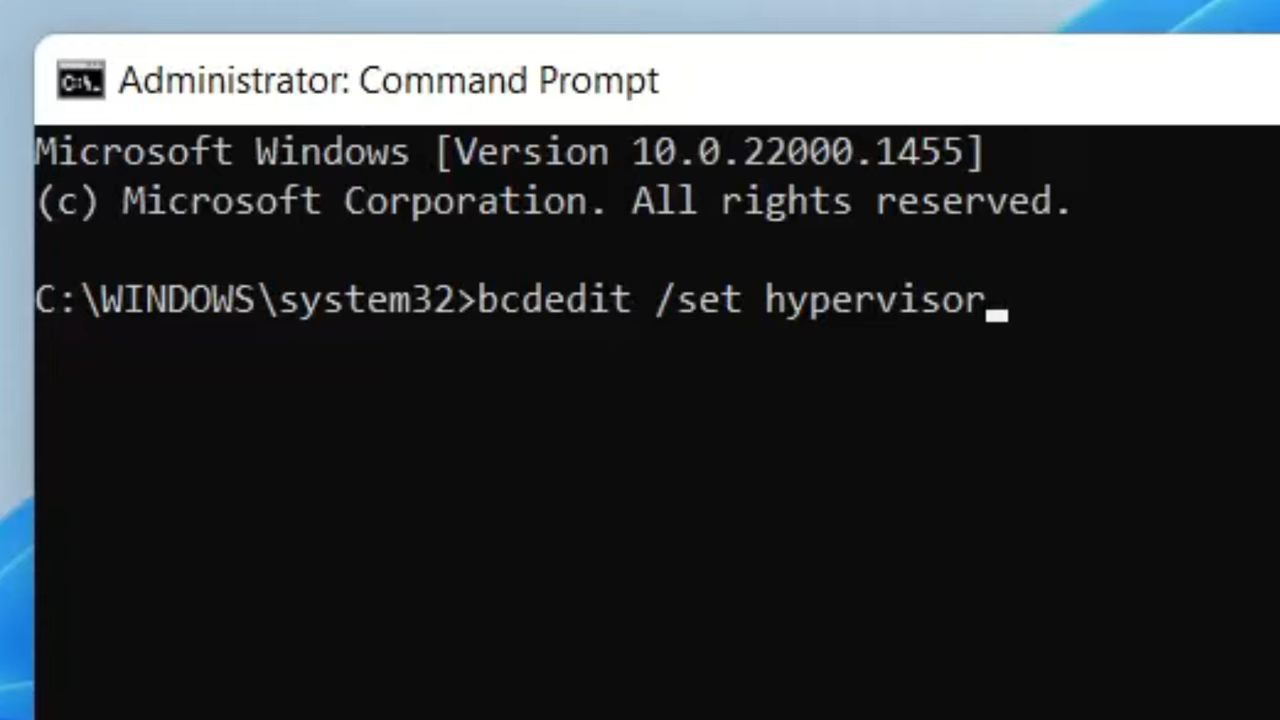 Administrator: Command Prompt
Microsoft Windows [Version 10.0.22000.1455]
(c) Microsoft Corporation. All rights reserved.
C:\WINDOWS\system32>bcdedit /set hypervisor